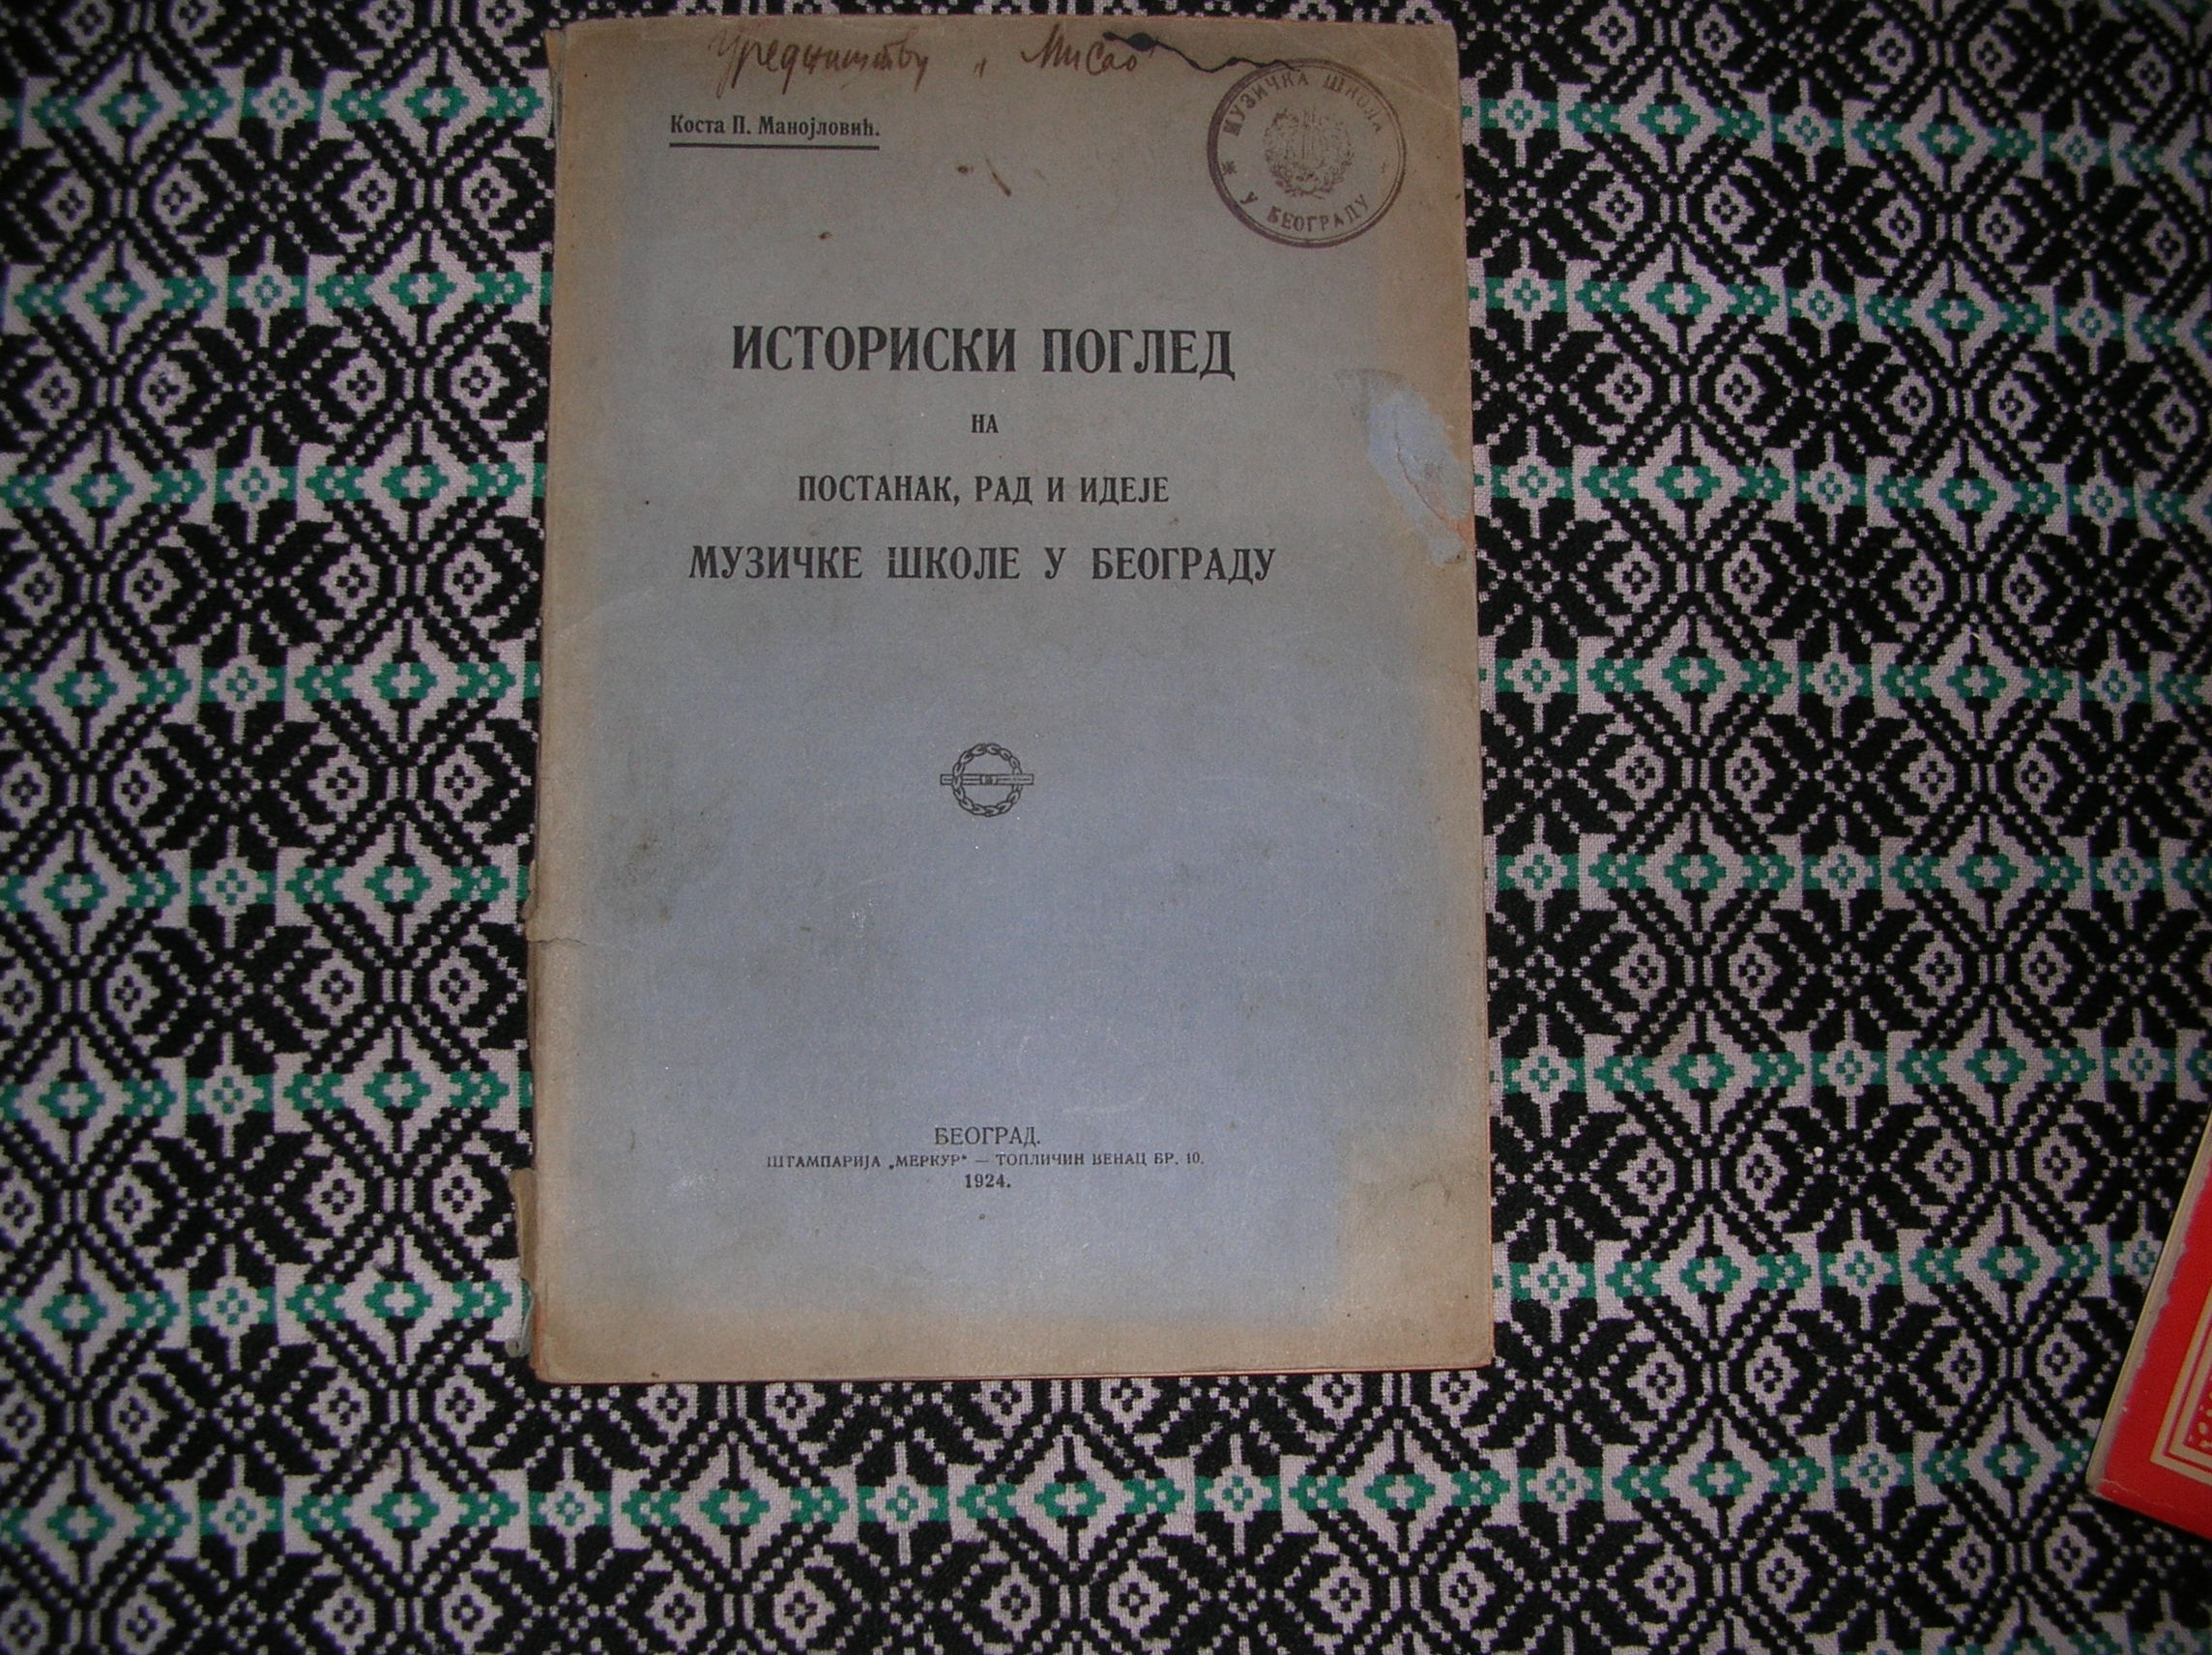 Уредништву „Мисао"
Коста П. Манојловић.
МУЗИЧКА ШКОЛА
У БЕОГРАДУ
ИСТОРИСКИ ПОГЛЕД
НА
ПОСТАНАК, РАД И ИДЕЈЕ
МУЗИЧКЕ ШКОЛЕ У БЕОГРАДУ
БЕОГРАД.
ШТАМПАРИЈА „МЕРКУР“ — ТОПЛИЧИН ВЕНАЦ БР. 10.
1924.